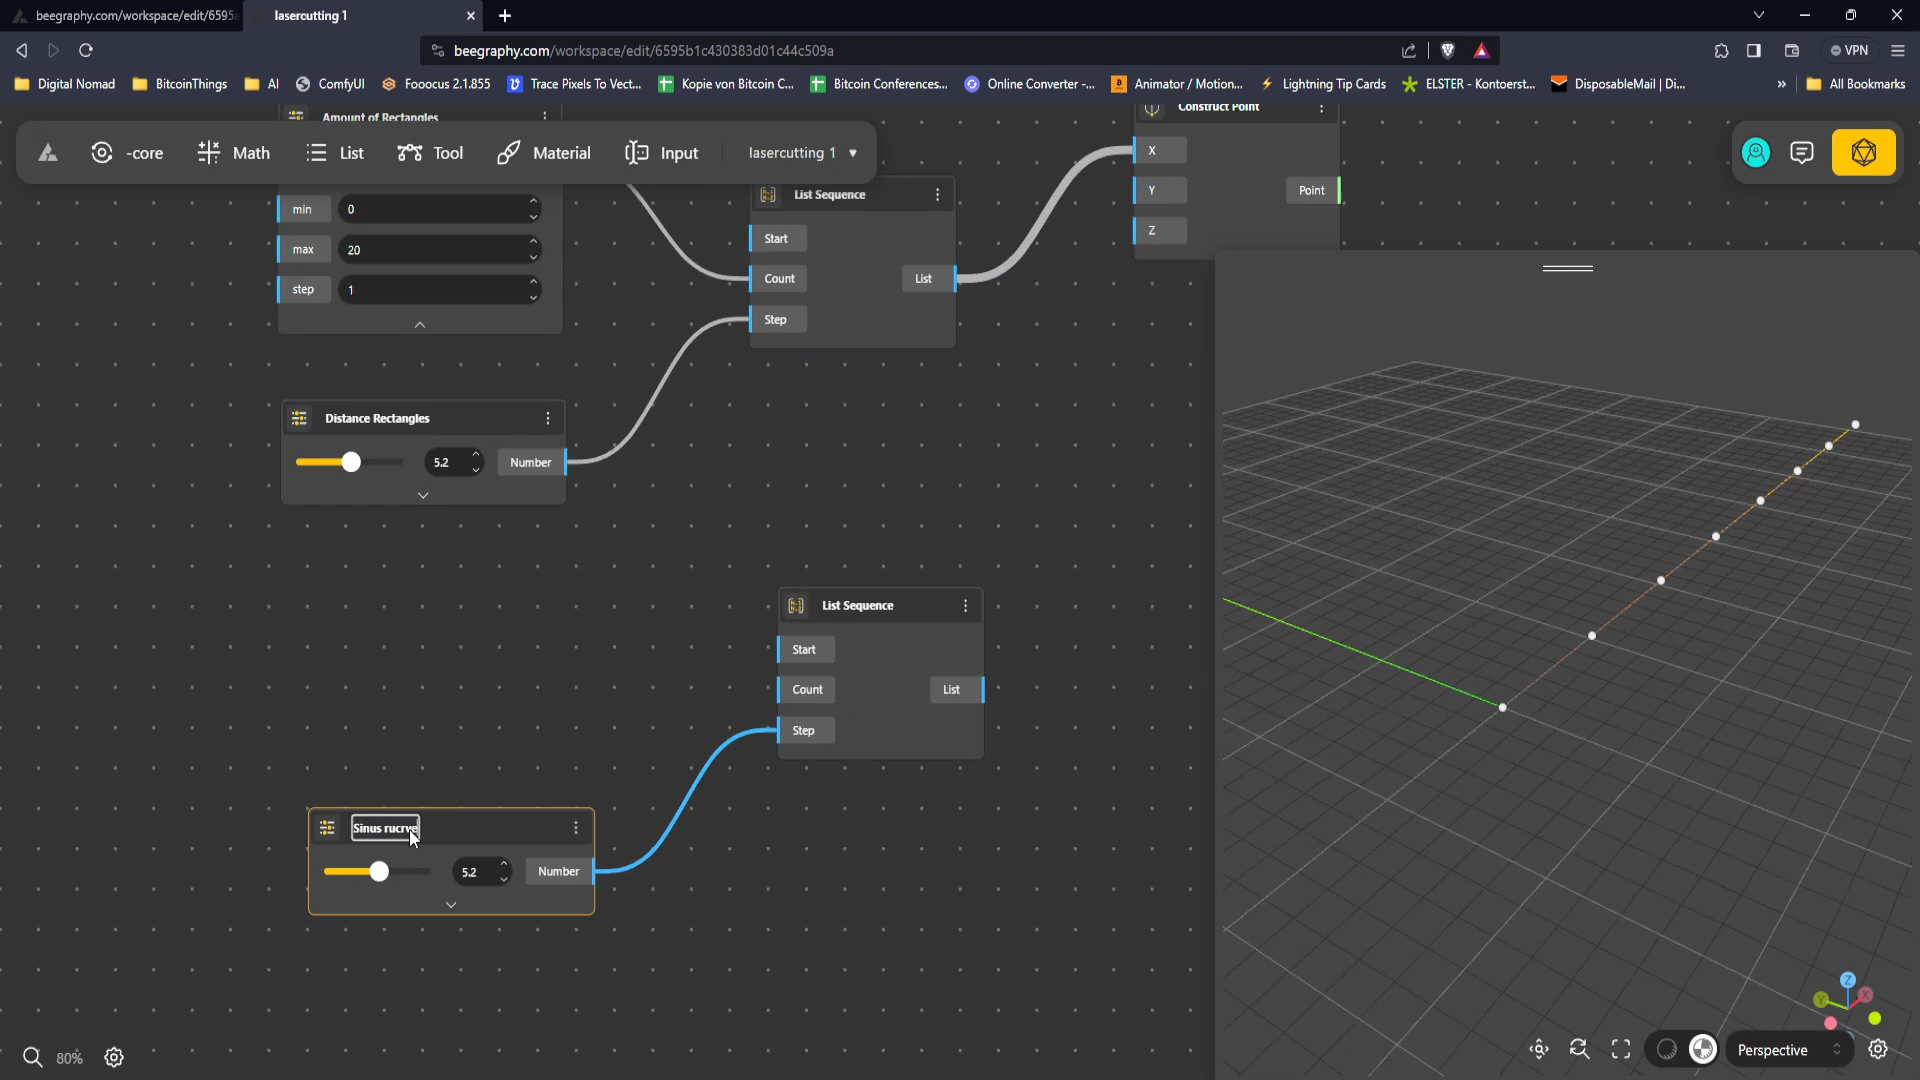 beegraphy.com/workspace/edit/6595
lasercutting 1
beegraphy.com/workspace/edit/6595b1c430383d01c44c509a
VPN
Digital Nomad
BitcoinThings
AI
ComfyUI
Fooocus 2.1.855
Trace Pixels To Vect...
Kopie von Bitcoin C...
Bitcoin Conferences...
Online Converter -...
Animator / Motion...
Lightning Tip Cards
ELSTER - Kontoerst...
DisposableMail | Di...
»
All Bookmarks
Amount of Rectangles
Construct Point
-core
Math
List
Tool
Material
Input
lasercutting 1
X
Y
Point
Z
List Sequence
Start
Count
List
Step
min 0
max 20
step 1
Distance Rectangles
5.2
Number
List Sequence
Start
Count
List
Step
Sinus rucrve
5.2
Number
Z
Y
X
80%
Perspective